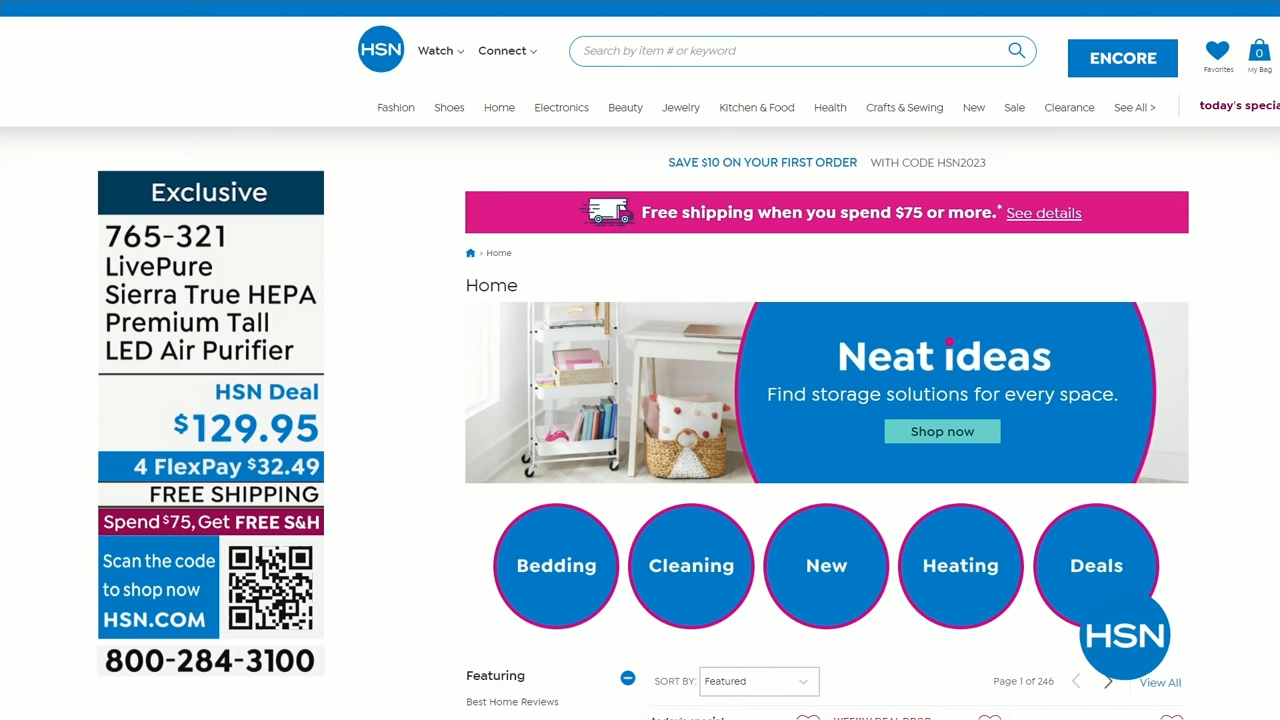 HSN
Watch
Connect
Search by item # or keyword
ENCORE
Favorites
0
My Bag
Fashion
Shoes
Home
Electronics
Beauty
Jewelry
Kitchen & Food
Health
Crafts & Sewing
New
Sale
Clearance
See All >
today's specia
SAVE $10 ON YOUR FIRST ORDER WITH CODE HSN2023
Free shipping when you spend $75 or more.* See details
> Home
Home
Neat ideas
Find storage solutions for every space.
Shop now
Bedding
Cleaning
New
Heating
Deals
HSN
Featuring
Best Home Reviews
SORT BY: Featured
Page 1 of 246
View All
today's special
WEEKLY DEAL DROP
Exclusive
765-321
LivePure
Sierra True HEPA
Premium Tall
LED Air Purifier
HSN Deal
$129.95
4 FlexPay $32.49
FREE SHIPPING
Spend $75, Get FREE S&H
Scan the code
to shop now
HSN.COM
800-284-3100